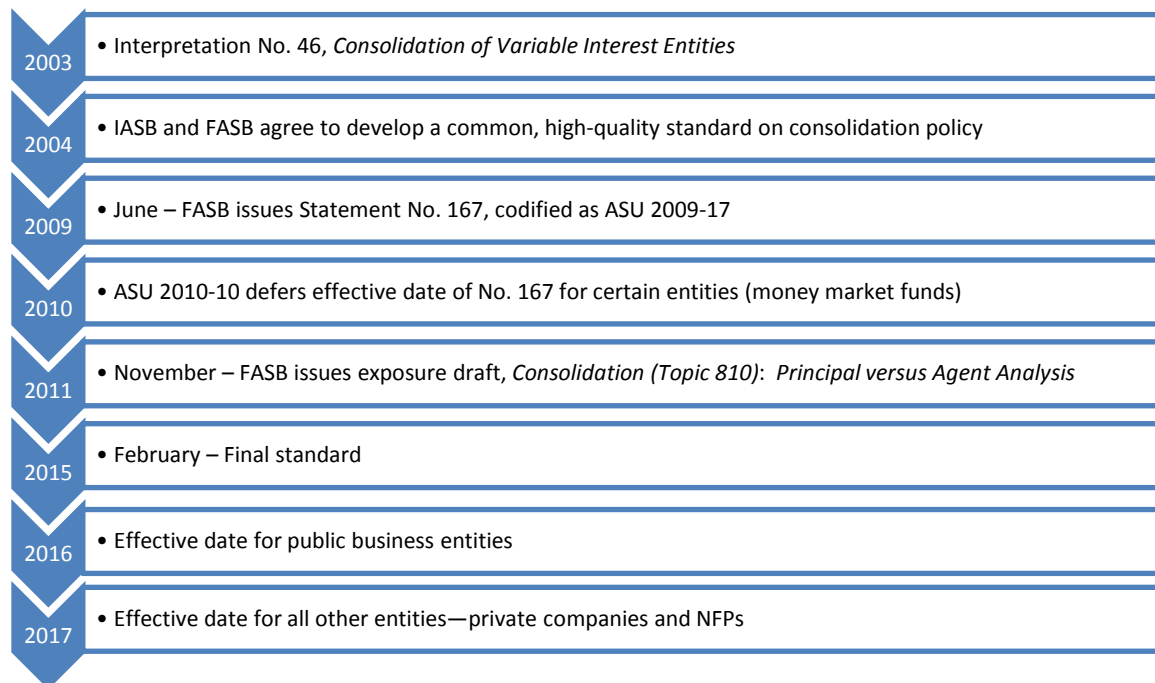 2003
• Interpretation No. 46, Consolidation of Variable Interest Entities
2004
• IASB and FASB agree to develop a common, high-quality standard on consolidation policy
2009
• June – FASB issues Statement No. 167, codified as ASU 2009-17
2010
• ASU 2010-10 defers effective date of No. 167 for certain entities (money market funds)
2011
• November – FASB issues exposure draft, Consolidation (Topic 810):  Principal versus Agent Analysis
2015
• February – Final standard
2016
• Effective date for public business entities
2017
• Effective date for all other entities—private companies and NFPs